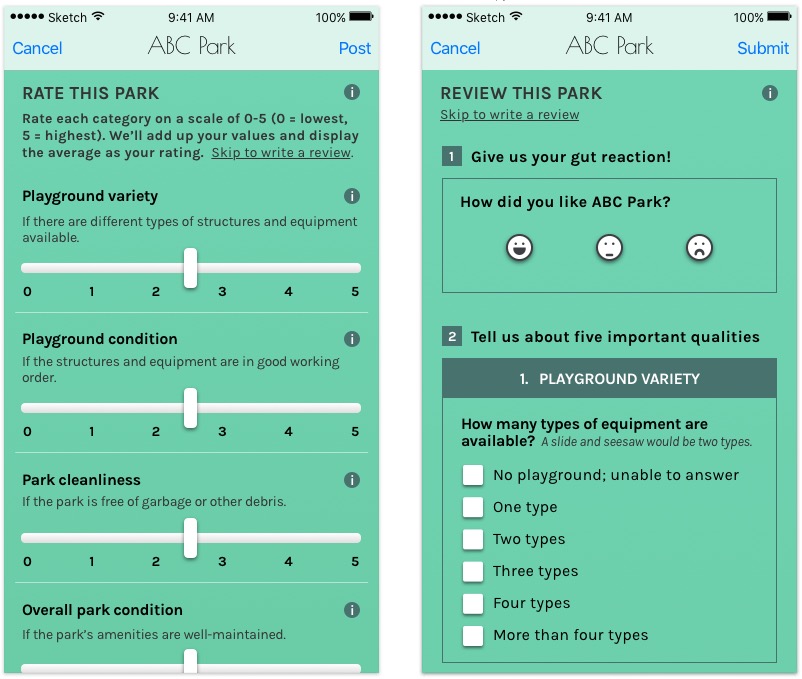 Sketch 9:41 AM 100%
Cancel ABC Park Post
RATE THIS PARK
Rate each category on a scale of 0-5 (0 = lowest,
5 = highest). We'll add up your values and display
the average as your rating. Skip to write a review.
Playground variety
If there are different types of structures and equipment
available.
0 1 2 3 4 5
Playground condition
If the structures and equipment are in good working
order.
0 1 2 3 4 5
Park cleanliness
If the park is free of garbage or other debris.
0 1 2 3 4 5
Overall park condition
If the park's amenities are well-maintained.
Sketch 9:41 AM 100%
Cancel ABC Park Submit
REVIEW THIS PARK
Skip to write a review
1 Give us your gut reaction!
How did you like ABC Park?
2 Tell us about five important qualities
1. PLAYGROUND VARIETY
How many types of equipment are
available? A slide and seesaw would be two types.
No playground; unable to answer
One type
Two types
Three types
Four types
More than four types